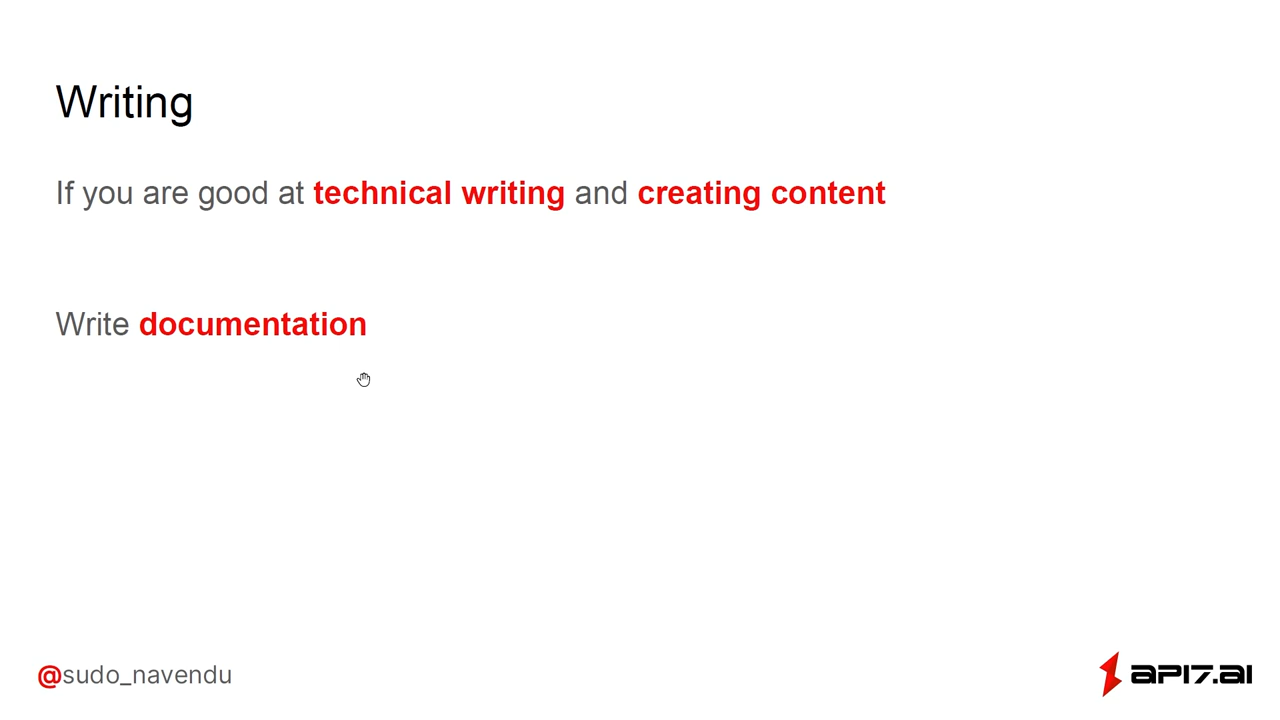 Writing
If you are good at technical writing and creating content
Write documentation
@sudo_navendu
API7.AI